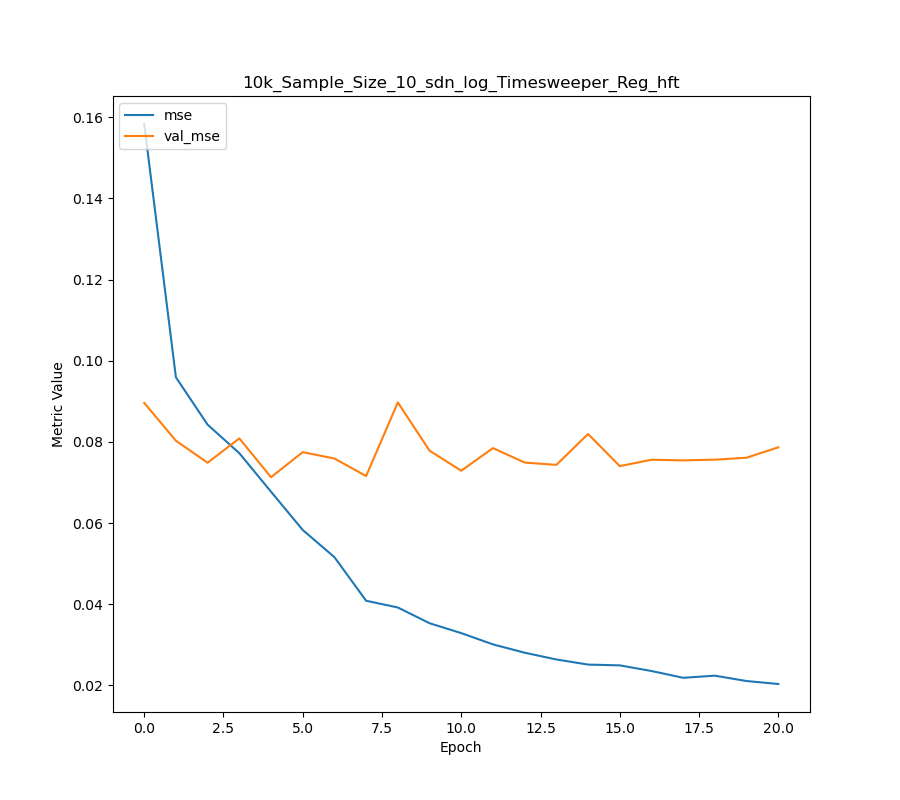 10k_Sample_Size_10_sdn_log_Timesweeper_Reg_hft
mse
val_mse
0.16
0.14
0.12
0.10
0.08
0.06
0.04
0.02
Metric Value
0.0 2.5 5.0 7.5 10.0 12.5 15.0 17.5 20.0
Epoch